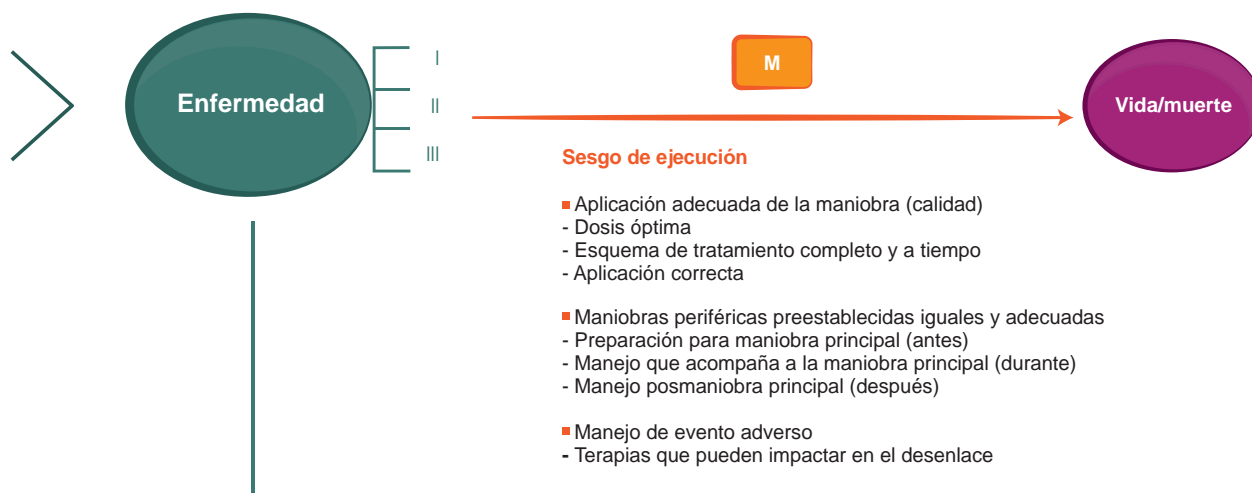 Enfermedad
I
II
III
M
Vida/muerte
Sesgo de ejecución
Aplicación adecuada de la maniobra (calidad)
- Dosis óptima
- Esquema de tratamiento completo y a tiempo
- Aplicación correcta
Maniobras periféricas preestablecidas iguales y adecuadas
- Preparación para maniobra principal (antes)
- Manejo que acompaña a la maniobra principal (durante)
- Manejo posmaniobra principal (después)
Manejo de evento adverso
- Terapias que pueden impactar en el desenlace